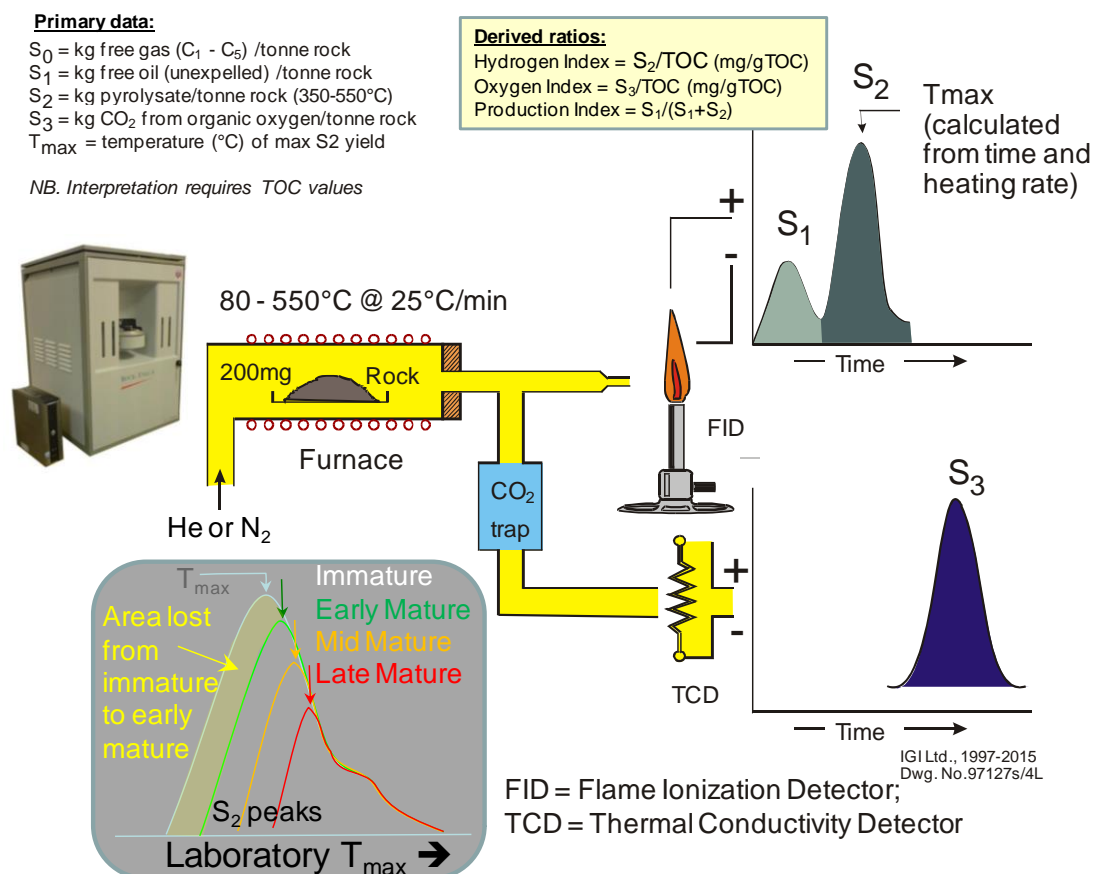 Primary data:
S₀ = kg free gas (C₁ - C₅) /tonne rock
S₁ = kg free oil (unexpelled) /tonne rock
S₂ = kg pyrolysate/tonne rock (350-550°C)
S₃ = kg CO₂ from organic oxygen/tonne rock
Tmax = temperature (°C) of max S2 yield
NB. Interpretation requires TOC values
Derived ratios:
Hydrogen Index = S₂/TOC (mg/gTOC)
Oxygen Index = S₃/TOC (mg/gTOC)
Production Index = S₁/(S₁+S₂)
S₂
Tmax
(calculated
from time and
heating rate)
S₁
+
-
Time
80 - 550°C @ 25°C/min
200mg
Rock
Furnace
He or N₂
CO₂
trap
FID
S₃
+
-
TCD
Time
IGI Ltd., 1997-2015
Dwg. No.97127s/4L
Tmax
Immature
Early Mature
Mid Mature
Late Mature
Area lost
from
immature
to early
mature
S₂ peaks
Laboratory Tmax ➔
FID = Flame Ionization Detector;
TCD = Thermal Conductivity Detector